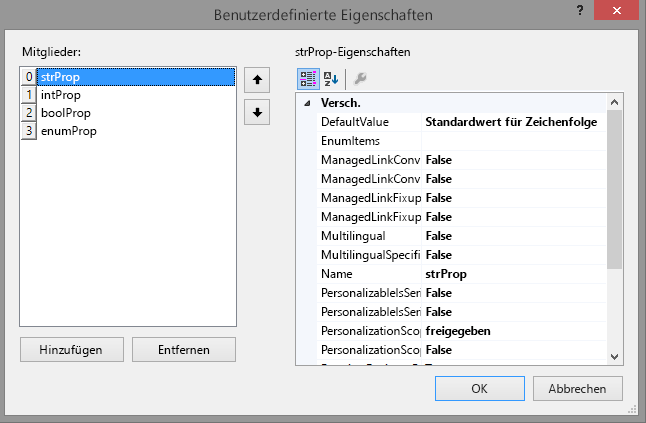 Benutzerdefinierte Eigenschaften
?
Mitglieder:
0 strProp
1 intProp
2 boolProp
3 enumProp
Hinzufügen
Entfernen
strProp-Eigenschaften
Versch.
DefaultValue Standardwert für Zeichenfolge
EnumItems
ManagedLinkConv False
ManagedLinkConv False
ManagedLinkFixup False
ManagedLinkFixup False
Multilingual False
MultilingualSpecifi False
Name strProp
PersonalizableIsSer False
PersonalizableIsSer False
PersonalizationScop freigegeben
PersonalizationScop False
OK
Abbrechen